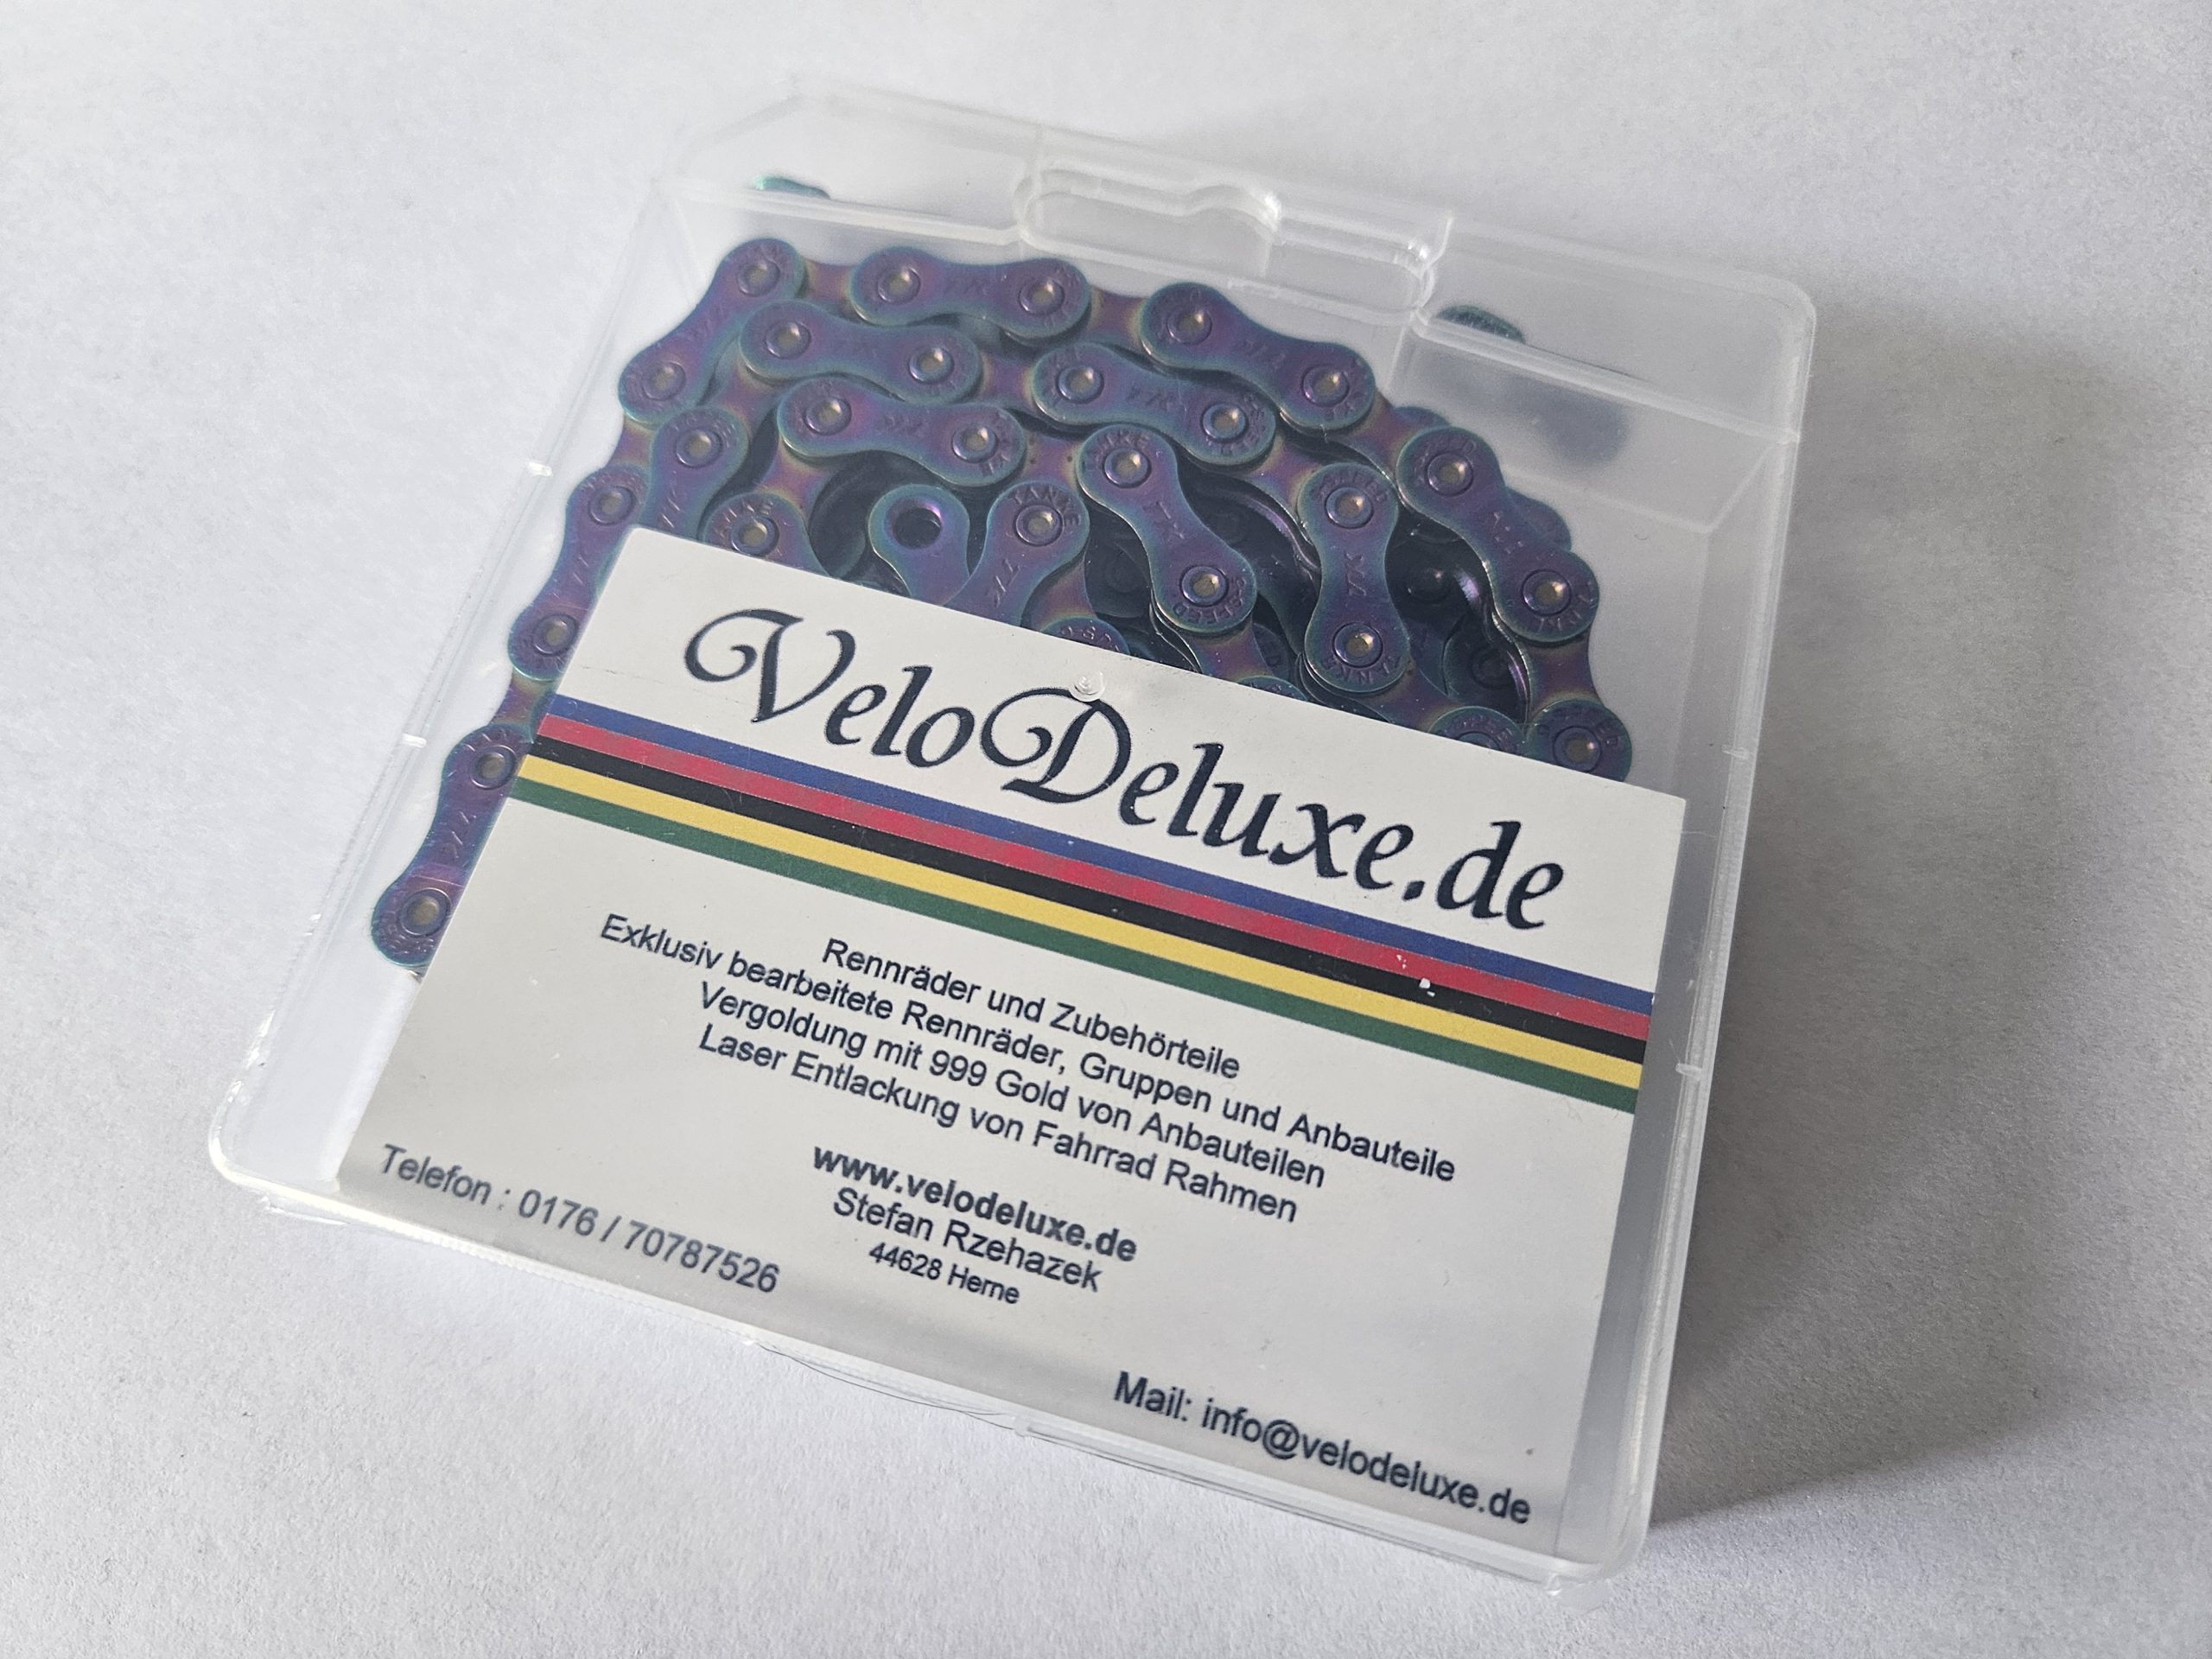 VeloDeluxe.de
Rennräder und Zubehörteile
Exklusiv bearbeitete Rennräder, Gruppen und Anbauteile
Vergoldung mit 999 Gold von Anbauteilen
Laser Entlackung von Fahrrad Rahmen
www.velodeluxe.de
Stefan Rzehazek
44628 Herne
Telefon : 0176 / 70787526
Mail: info@velodeluxe.de